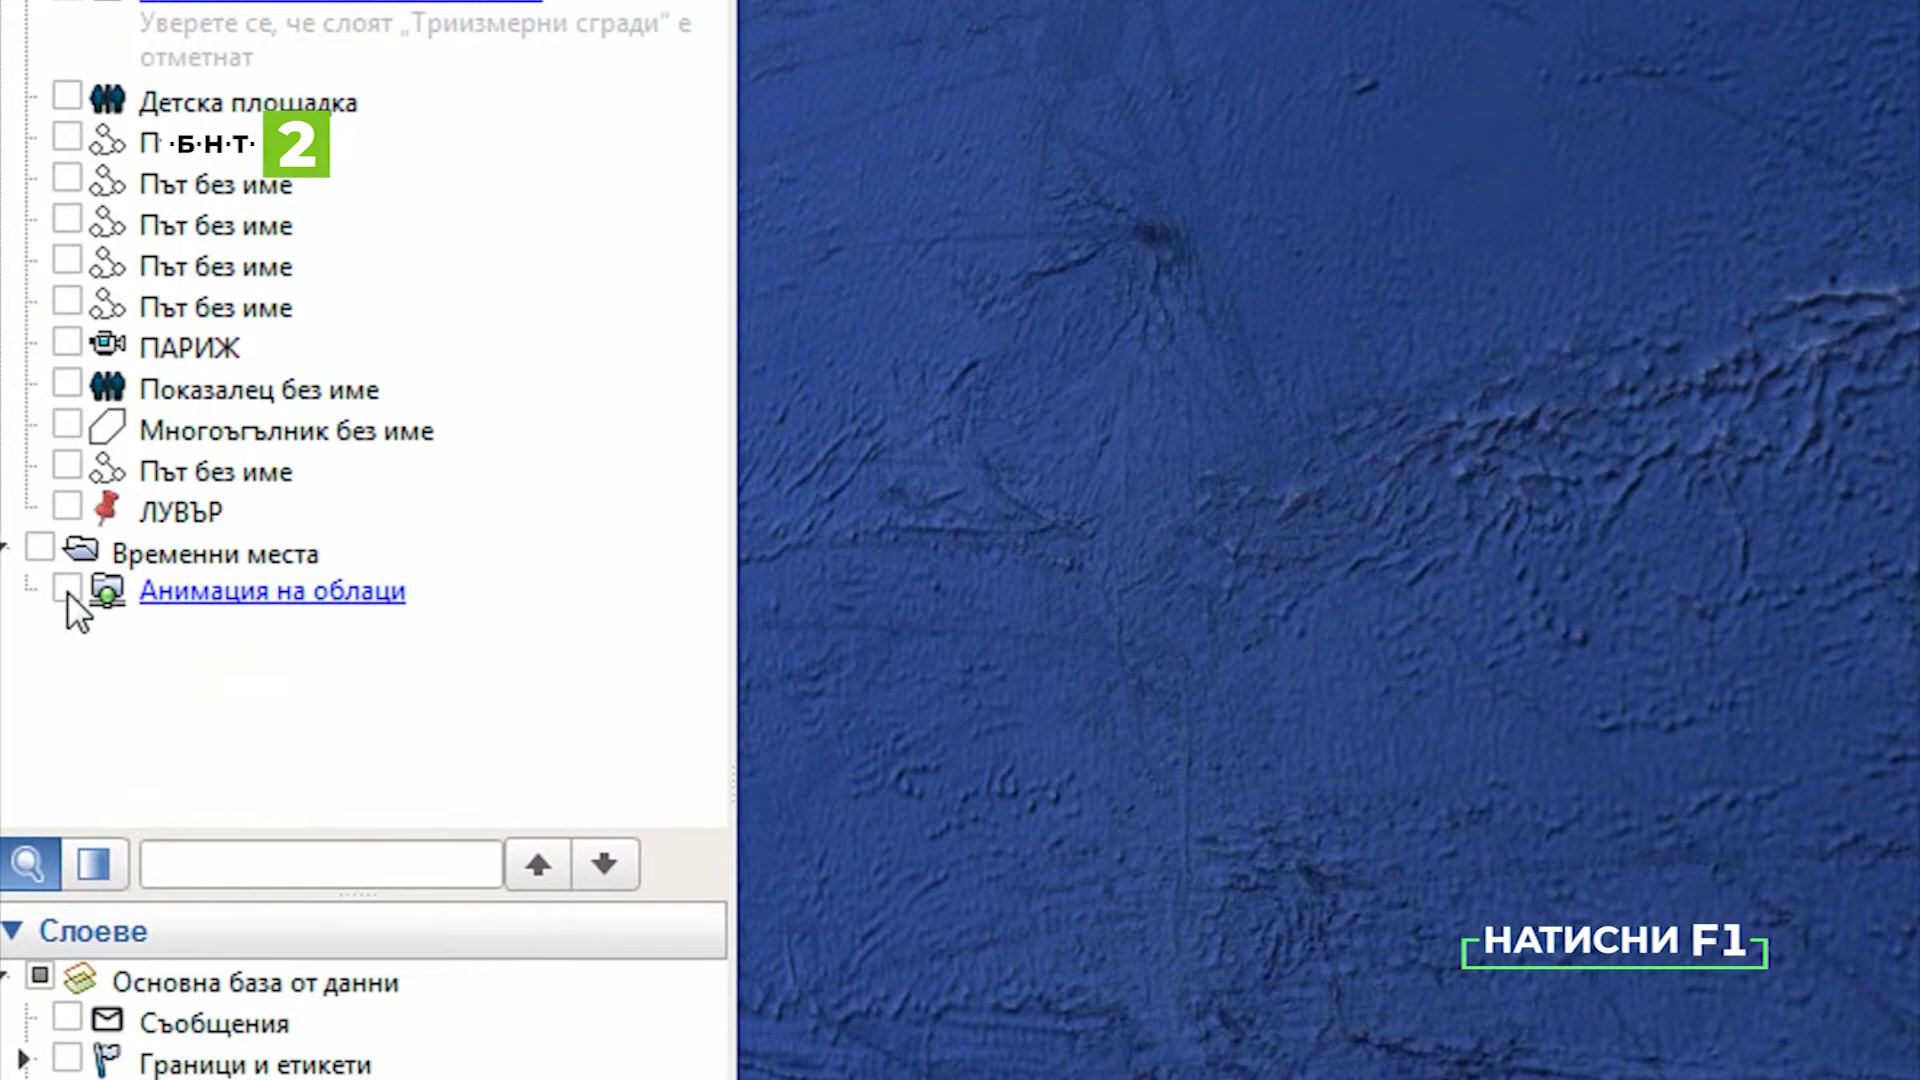 Уверете се, че слоят „Триизмерни сгради“ е
отметнат
Детска площадка
П
·Б·Н·Т· 2
Път без име
Път без име
Път без име
Път без име
ПАРИЖ
Показалец без име
Многоъгълник без име
Път без име
ЛУВЪР
Временни места
Анимация на облаци
Слоеве
Основна база от данни
Съобщения
Граници и етикети
НАТИСНИ F1